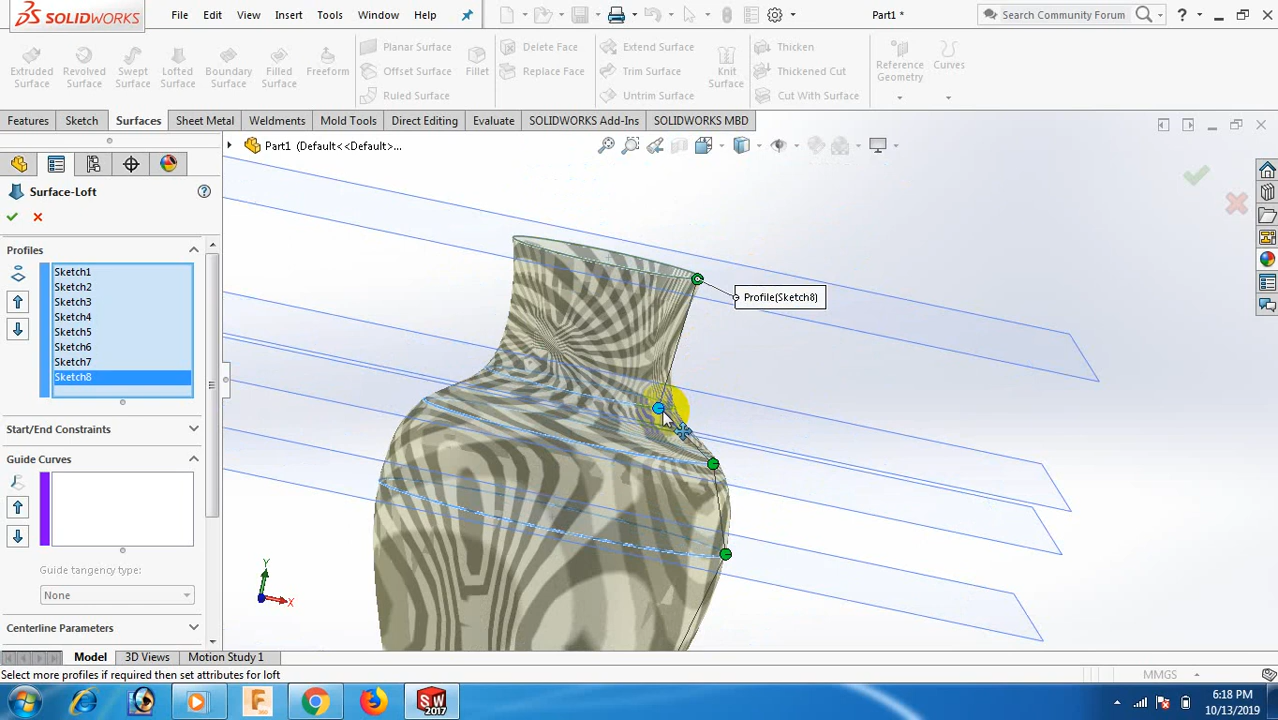 SOLIDWORKS
File Edit View Insert Tools Window Help
Part1 *
Search Community Forum
Extruded Surface
Revolved Surface
Swept Surface
Lofted Surface
Boundary Surface
Filled Surface
Freeform
Planar Surface
Offset Surface
Ruled Surface
Fillet
Delete Face
Replace Face
Extend Surface
Trim Surface
Untrim Surface
Knit Surface
Thicken
Thickened Cut
Cut With Surface
Reference Geometry
Curves
Features Sketch Surfaces Sheet Metal Weldments Mold Tools Direct Editing Evaluate SOLIDWORKS Add-Ins SOLIDWORKS MBD
Part1 (Default<<Default>...
Surface-Loft
Profiles
Sketch1
Sketch2
Sketch3
Sketch4
Sketch5
Sketch6
Sketch7
Sketch8
Profile(Sketch8)
Start/End Constraints
Guide Curves
Guide tangency type:
None
Centerline Parameters
Y
X
Model 3D Views Motion Study 1
Select more profiles if required then set attributes for loft
MMGS
SW 2017
6:18 PM
10/13/2019